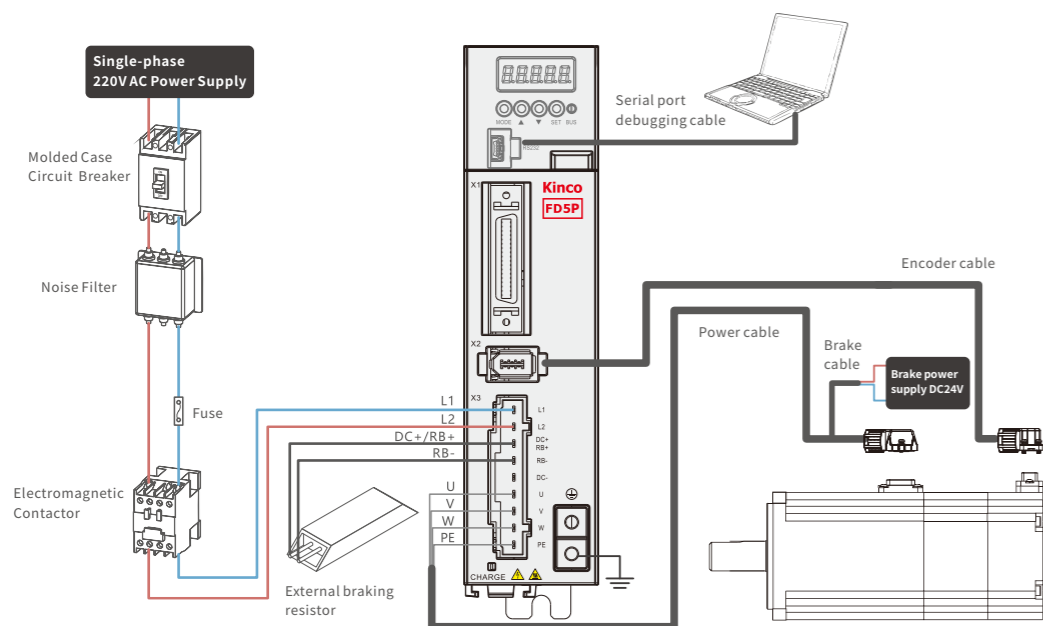 Single-phase
220V AC Power Supply
Molded Case
Circuit Breaker
Noise Filter
Fuse
Electromagnetic
Contactor
L1
L2
DC+/RB+
RB-
U
V
W
PE
External braking
resistor
MODE ▲ ▼ SET BUS
RS232
X1
Kinco
FD5P
X2
X3
L1
L2
DC+
RB+
RB-
DC-
U
V
W
PE
CHARGE
Serial port
debugging cable
Encoder cable
Power cable
Brake
cable
Brake power
supply DC24V